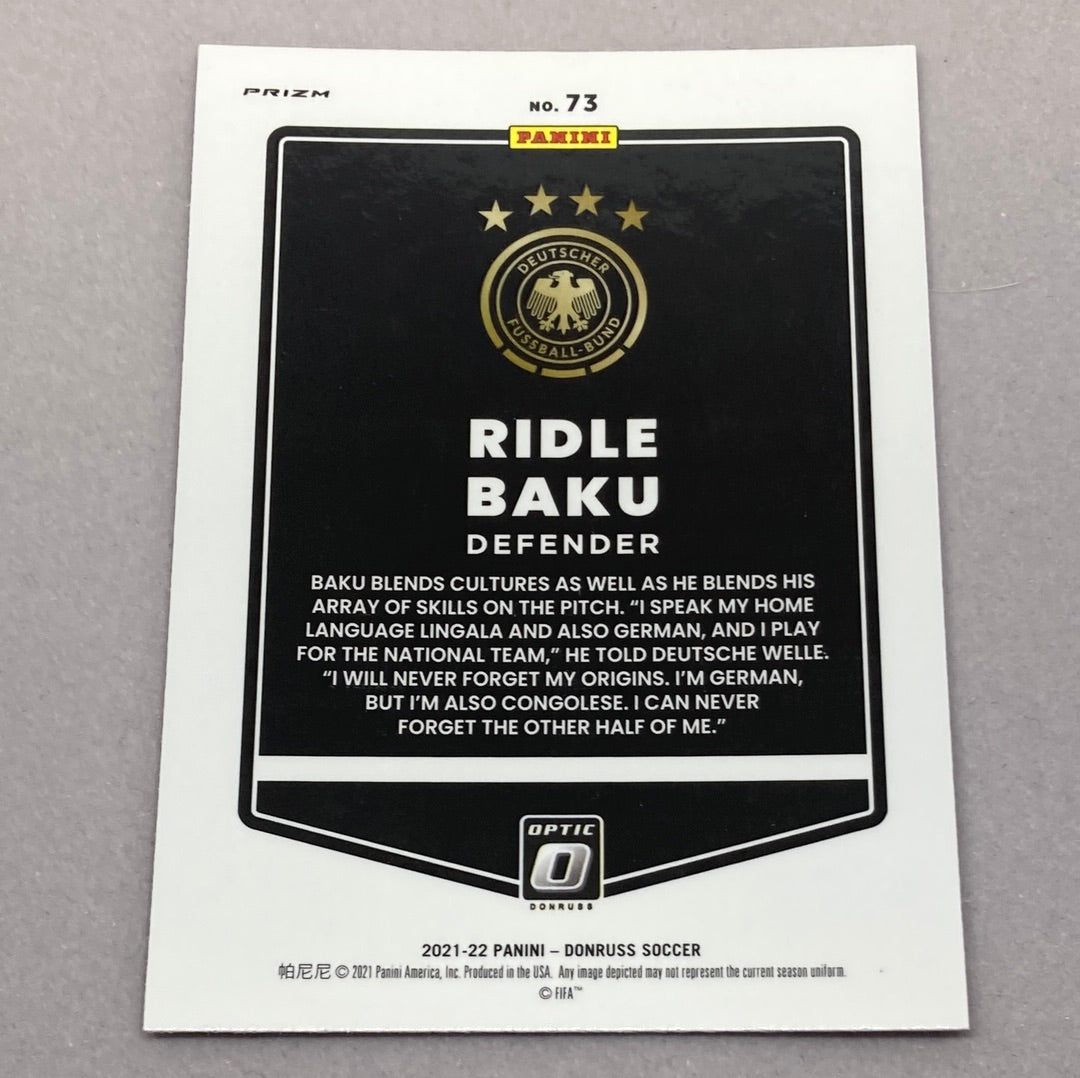 PRIZM
NO. 73
PANINI
DEUTSCHER
FUSSBALL-BUND
RIDLE
BAKU
DEFENDER
BAKU BLENDS CULTURES AS WELL AS HE BLENDS HIS
ARRAY OF SKILLS ON THE PITCH. “I SPEAK MY HOME
LANGUAGE LINGALA AND ALSO GERMAN, AND I PLAY
FOR THE NATIONAL TEAM,” HE TOLD DEUTSCHE WELLE.
“I WILL NEVER FORGET MY ORIGINS. I’M GERMAN,
BUT I’M ALSO CONGOLESE. I CAN NEVER
FORGET THE OTHER HALF OF ME.”
OPTIC
O
DONRUSS
2021-22 PANINI – DONRUSS SOCCER
帕尼尼 © 2021 Panini America, Inc. Produced in the USA. Any image depicted may not represent the current season uniform.
© FIFA™